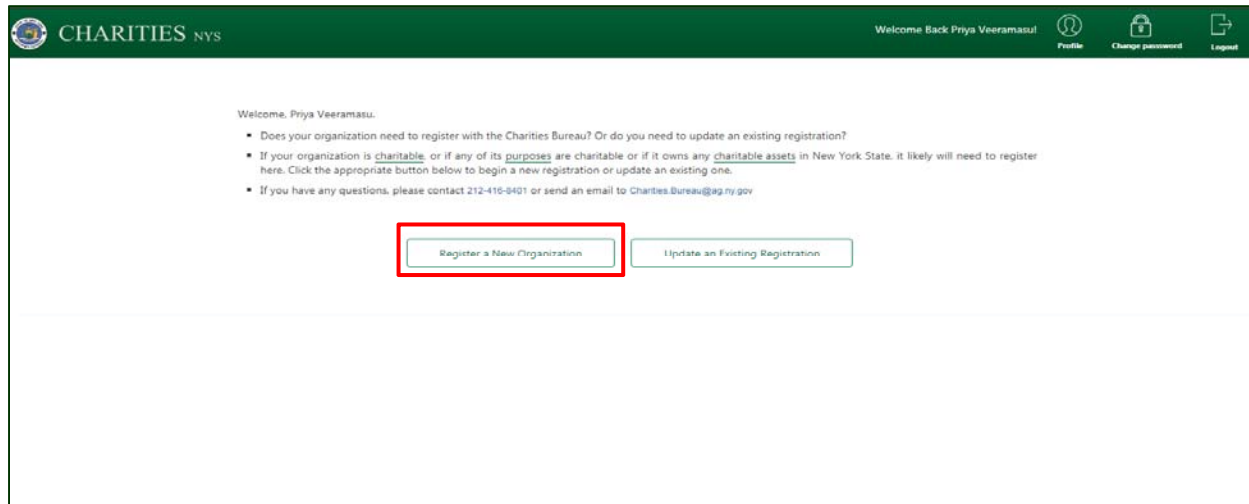 CHARITIES NYS
Welcome Back Priya Veeramasu!
Profile
Change password
Logout
Welcome, Priya Veeramasu.
▪ Does your organization need to register with the Charities Bureau? Or do you need to update an existing registration?
▪ If your organization is charitable, or if any of its purposes are charitable or if it owns any charitable assets in New York State, it likely will need to register
here. Click the appropriate button below to begin a new registration or update an existing one.
▪ If you have any questions, please contact 212-416-8401 or send an email to Charities.Bureau@ag.ny.gov
Register a New Organization
Update an Existing Registration